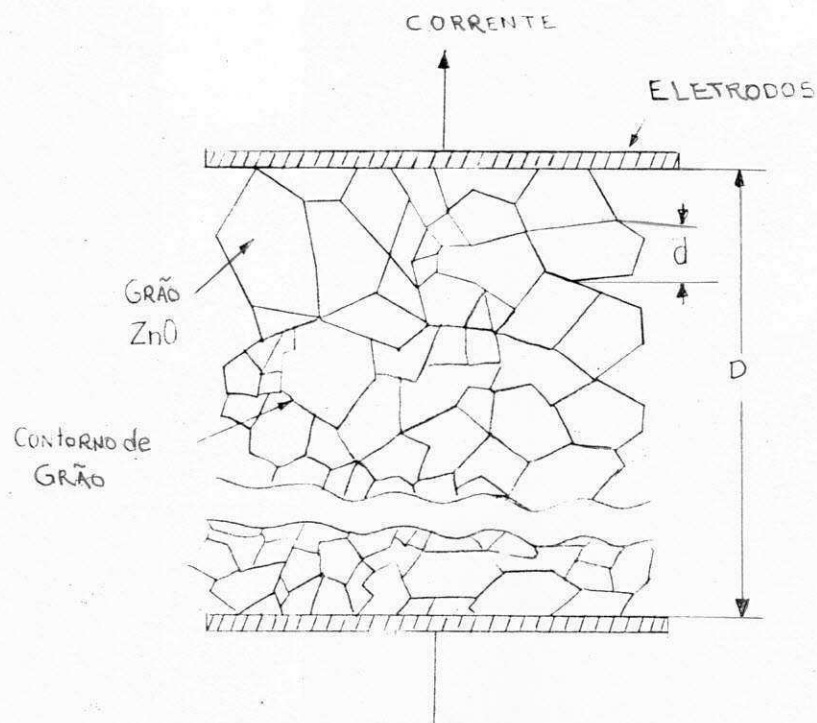 CORRENTE
ELETRODOS
d
GRÃO
ZnO
D
CONTORNO de
GRÃO